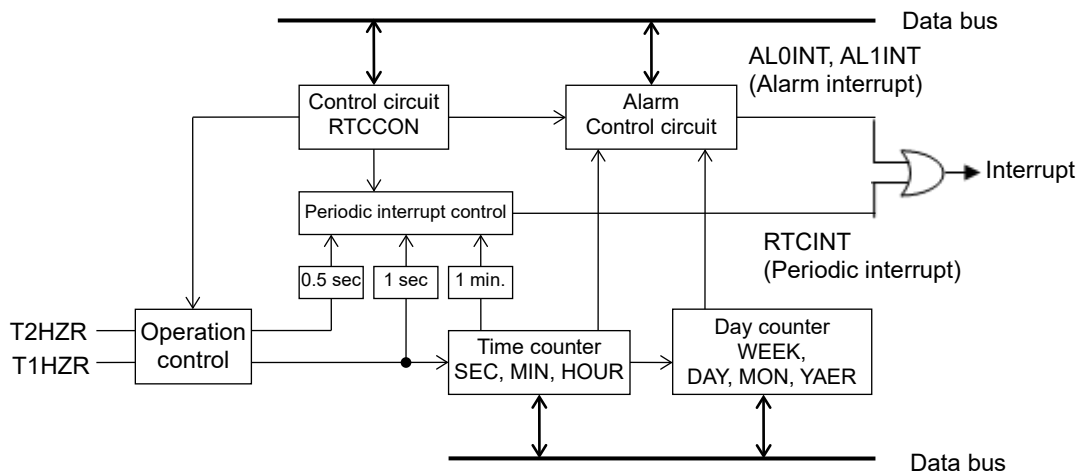 Data bus
AL0INT, AL1INT
(Alarm interrupt)
Control circuit
RTCCON
Alarm
Control circuit
Interrupt
Periodic interrupt control
RTCINT
(Periodic interrupt)
0.5 sec
1 sec
1 min.
T2HZR
T1HZR
Operation
control
Time counter
SEC, MIN, HOUR
Day counter
WEEK,
DAY, MON, YAER
Data bus